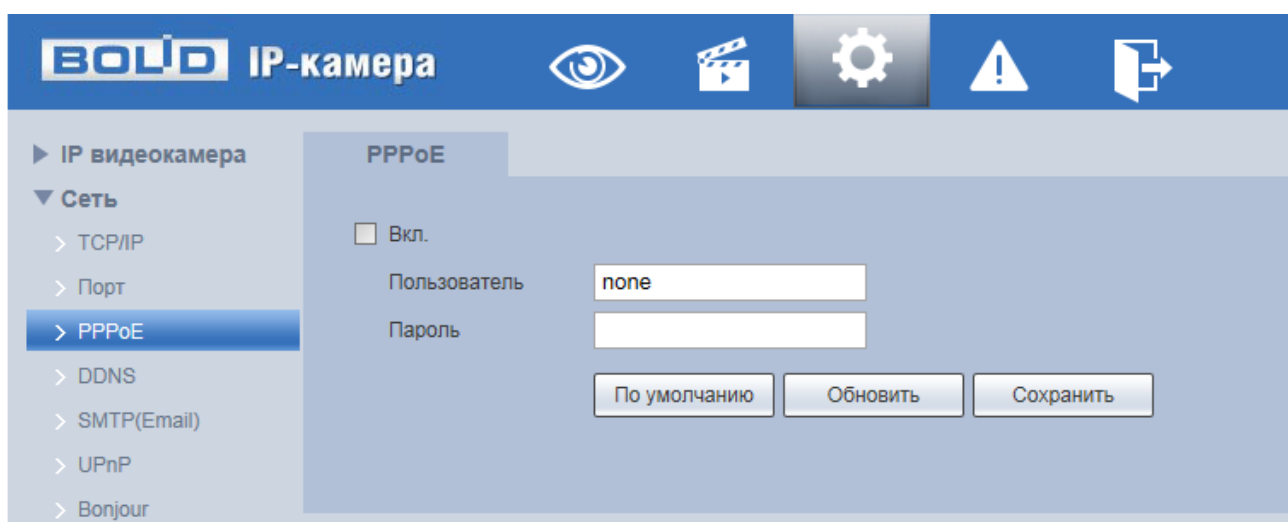 BOLID IP-камера
IP видеокамера
Сеть
TCP/IP
Порт
PPPoE
DDNS
SMTP(Email)
UPnP
Bonjour
PPPoE
Вкл.
Пользователь none
Пароль
По умолчанию Обновить Сохранить